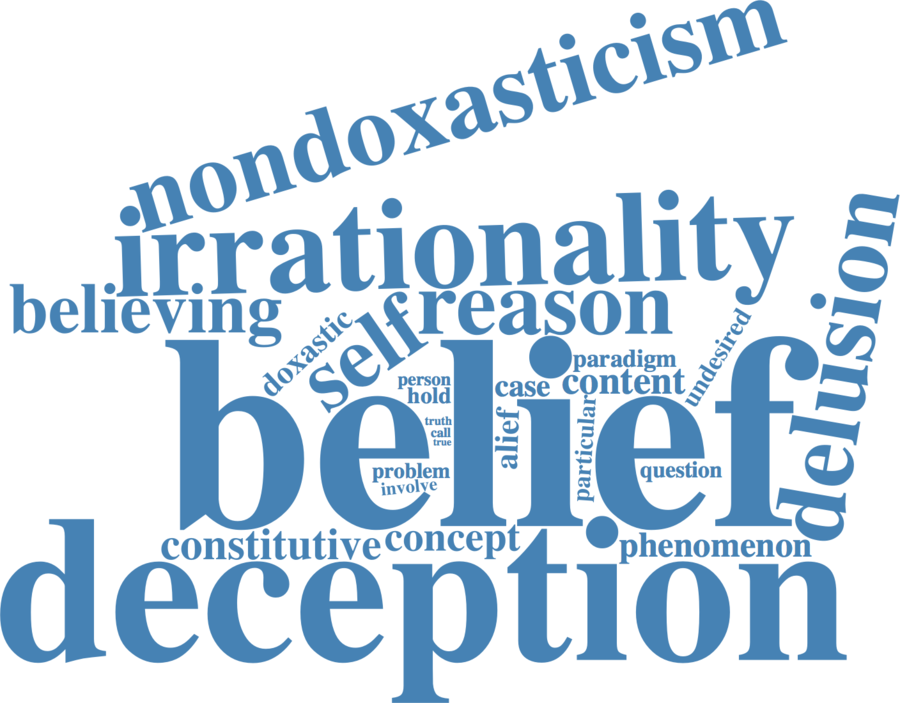 nondoxasticism
irrationality
believing
reason
delusion
doxastic
self
undesired
paradigm
person
case
content
hold
belief
truth
call
true
alief
particular
problem
question
involve
constitutive
concept
phenomenon
deception